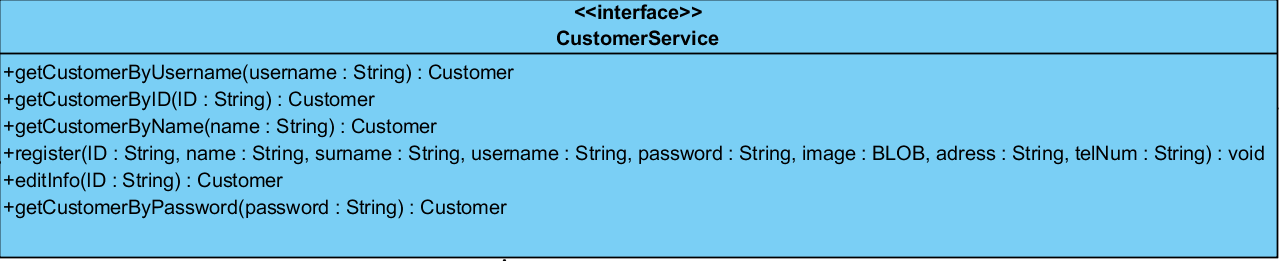 <<interface>>
CustomerService
+getCustomerByUsername(username : String) : Customer
+getCustomerByID(ID : String) : Customer
+getCustomerByName(name : String) : Customer
+register(ID : String, name : String, surname : String, username : String, password : String, image : BLOB, adress : String, telNum : String) : void
+editInfo(ID : String) : Customer
+getCustomerByPassword(password : String) : Customer